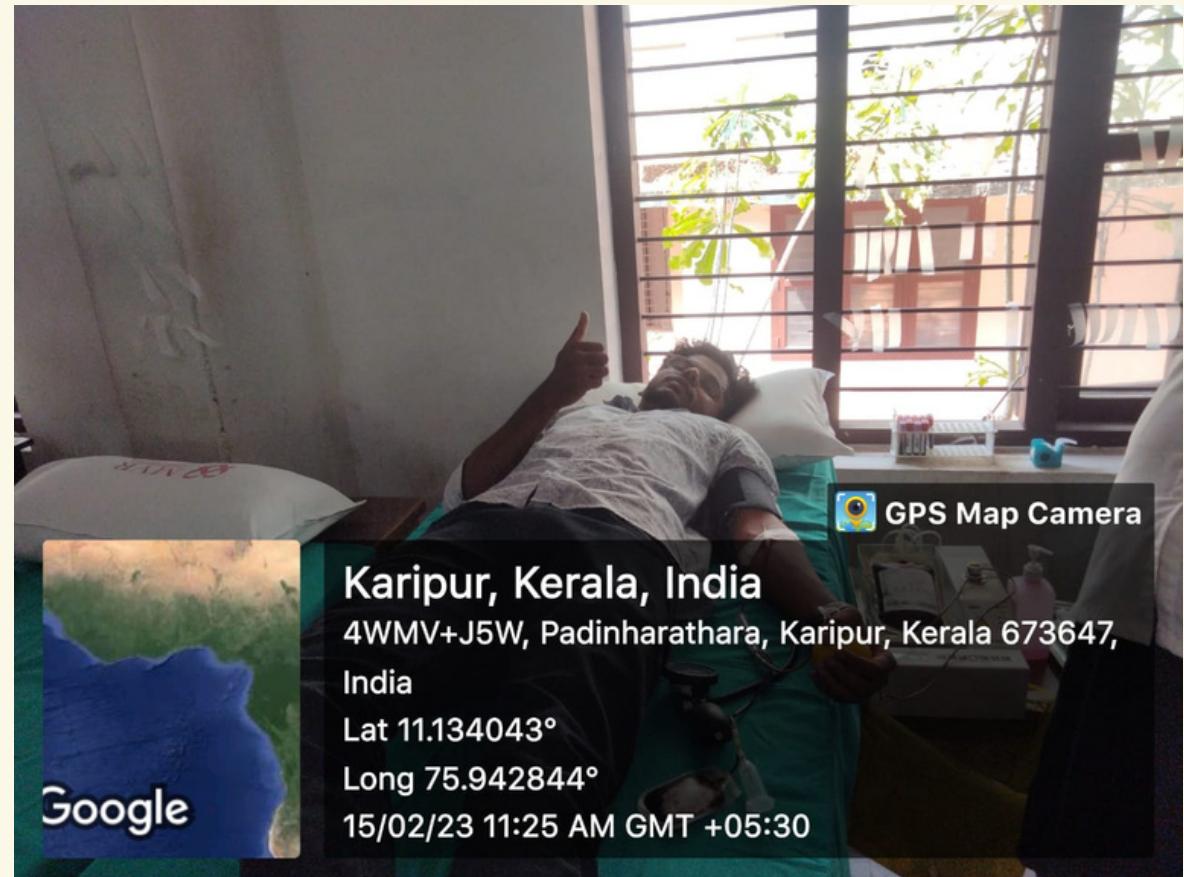 MVR
GPS Map Camera
Karipur, Kerala, India
4WMV+J5W, Padinharathara, Karipur, Kerala 673647,
India
Lat 11.134043°
Long 75.942844°
15/02/23 11:25 AM GMT +05:30
Google